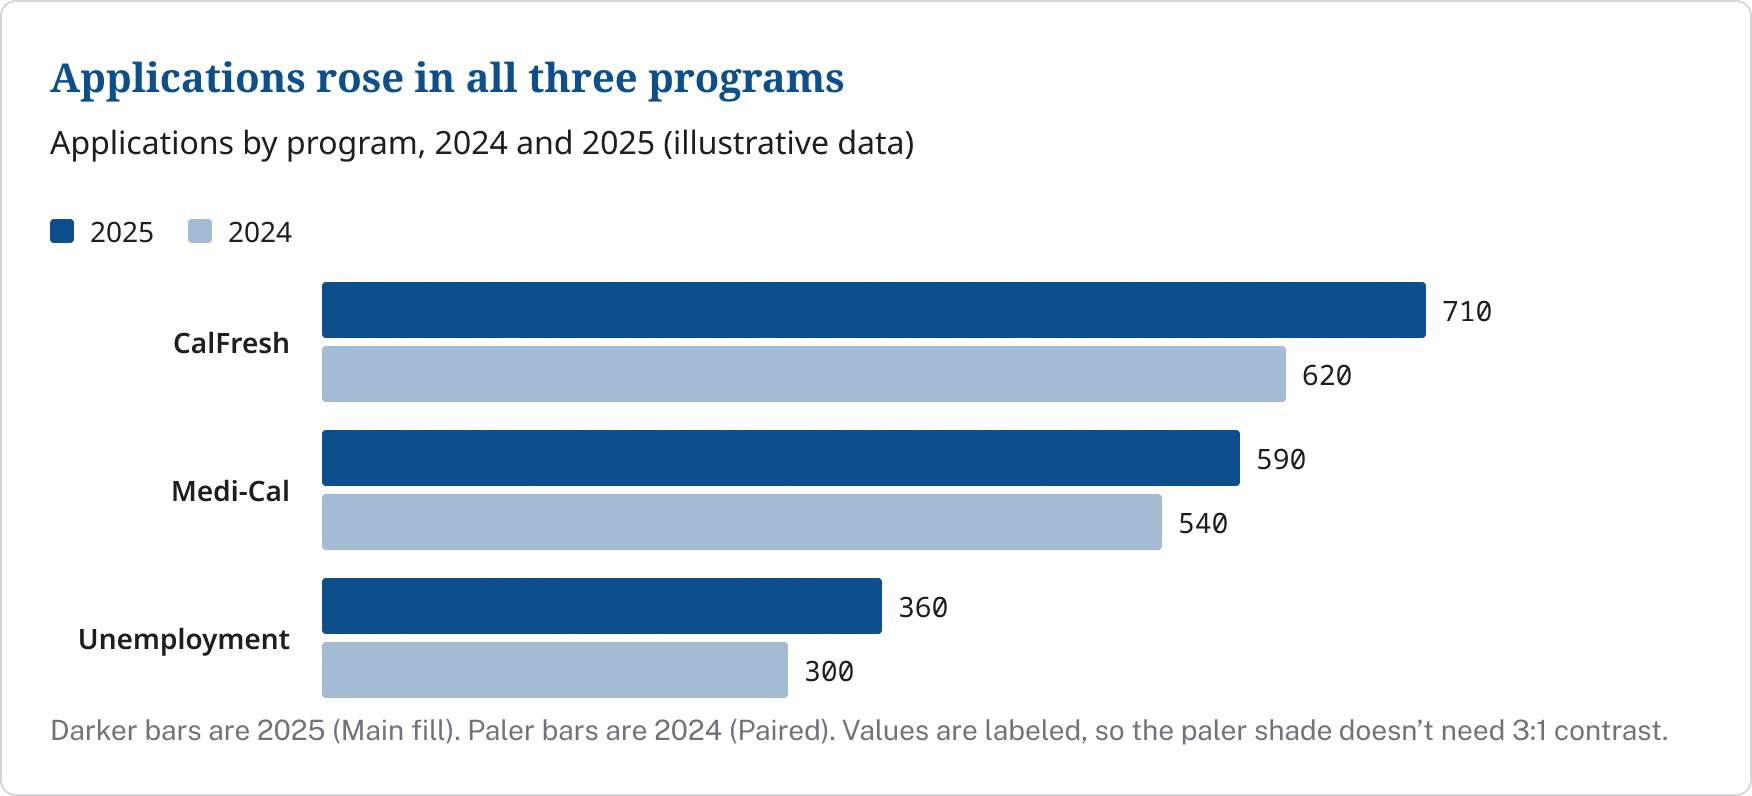 Applications rose in all three programs
Applications by program, 2024 and 2025 (illustrative data)
2025 2024
CalFresh
710
620
Medi-Cal
590
540
Unemployment
360
300
Darker bars are 2025 (Main fill). Paler bars are 2024 (Paired). Values are labeled, so the paler shade doesn’t need 3:1 contrast.